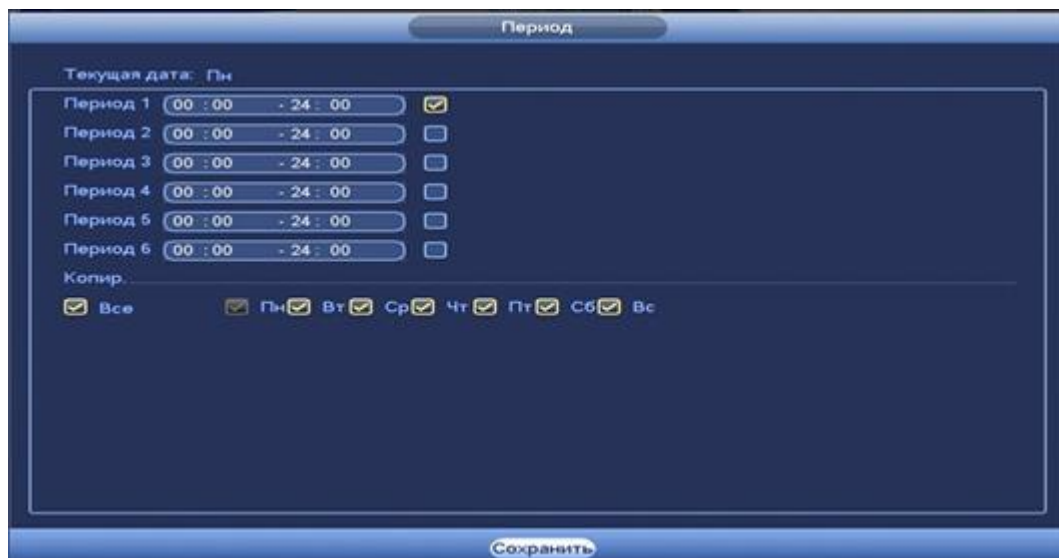 Период
Текущая дата: Пн
Период 1 00 : 00 - 24 : 00
Период 2 00 : 00 - 24 : 00
Период 3 00 : 00 - 24 : 00
Период 4 00 : 00 - 24 : 00
Период 5 00 : 00 - 24 : 00
Период 6 00 : 00 - 24 : 00
Копир.
Все Пн Вт Ср Чт Пт Сб Вс
Сохранить